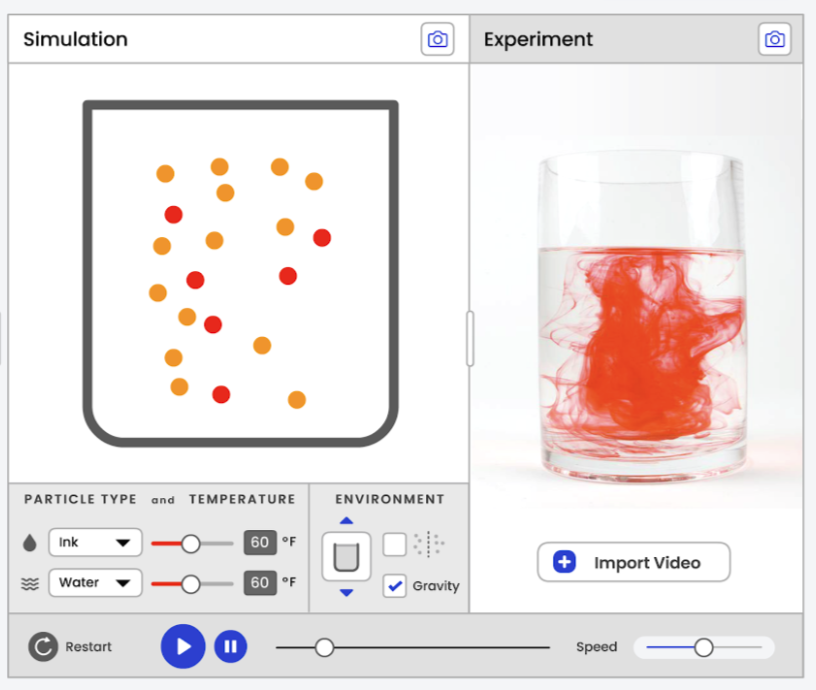 Simulation
Experiment
PARTICLE TYPE and TEMPERATURE
ENVIRONMENT
Ink
60 °F
Water
60 °F
Gravity
Import Video
Restart
Speed